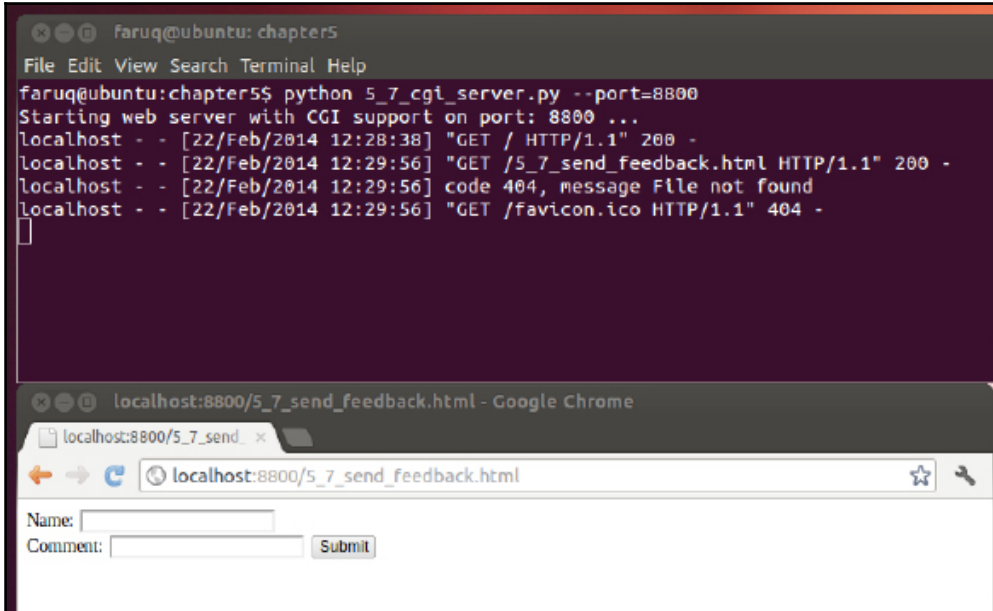 faruq@ubuntu: chapter5
File Edit View Search Terminal Help
faruq@ubuntu:chapter5$ python 5_7_cgi_server.py --port=8800
Starting web server with CGI support on port: 8800 ...
localhost - - [22/Feb/2014 12:28:38] "GET / HTTP/1.1" 200 -
localhost - - [22/Feb/2014 12:29:56] "GET /5_7_send_feedback.html HTTP/1.1" 200 -
localhost - - [22/Feb/2014 12:29:56] code 404, message File not found
localhost - - [22/Feb/2014 12:29:56] "GET /favicon.ico HTTP/1.1" 404 -
localhost:8800/5_7_send_feedback.html - Google Chrome
localhost:8800/5_7_send_
localhost:8800/5_7_send_feedback.html
Name:
Comment: Submit